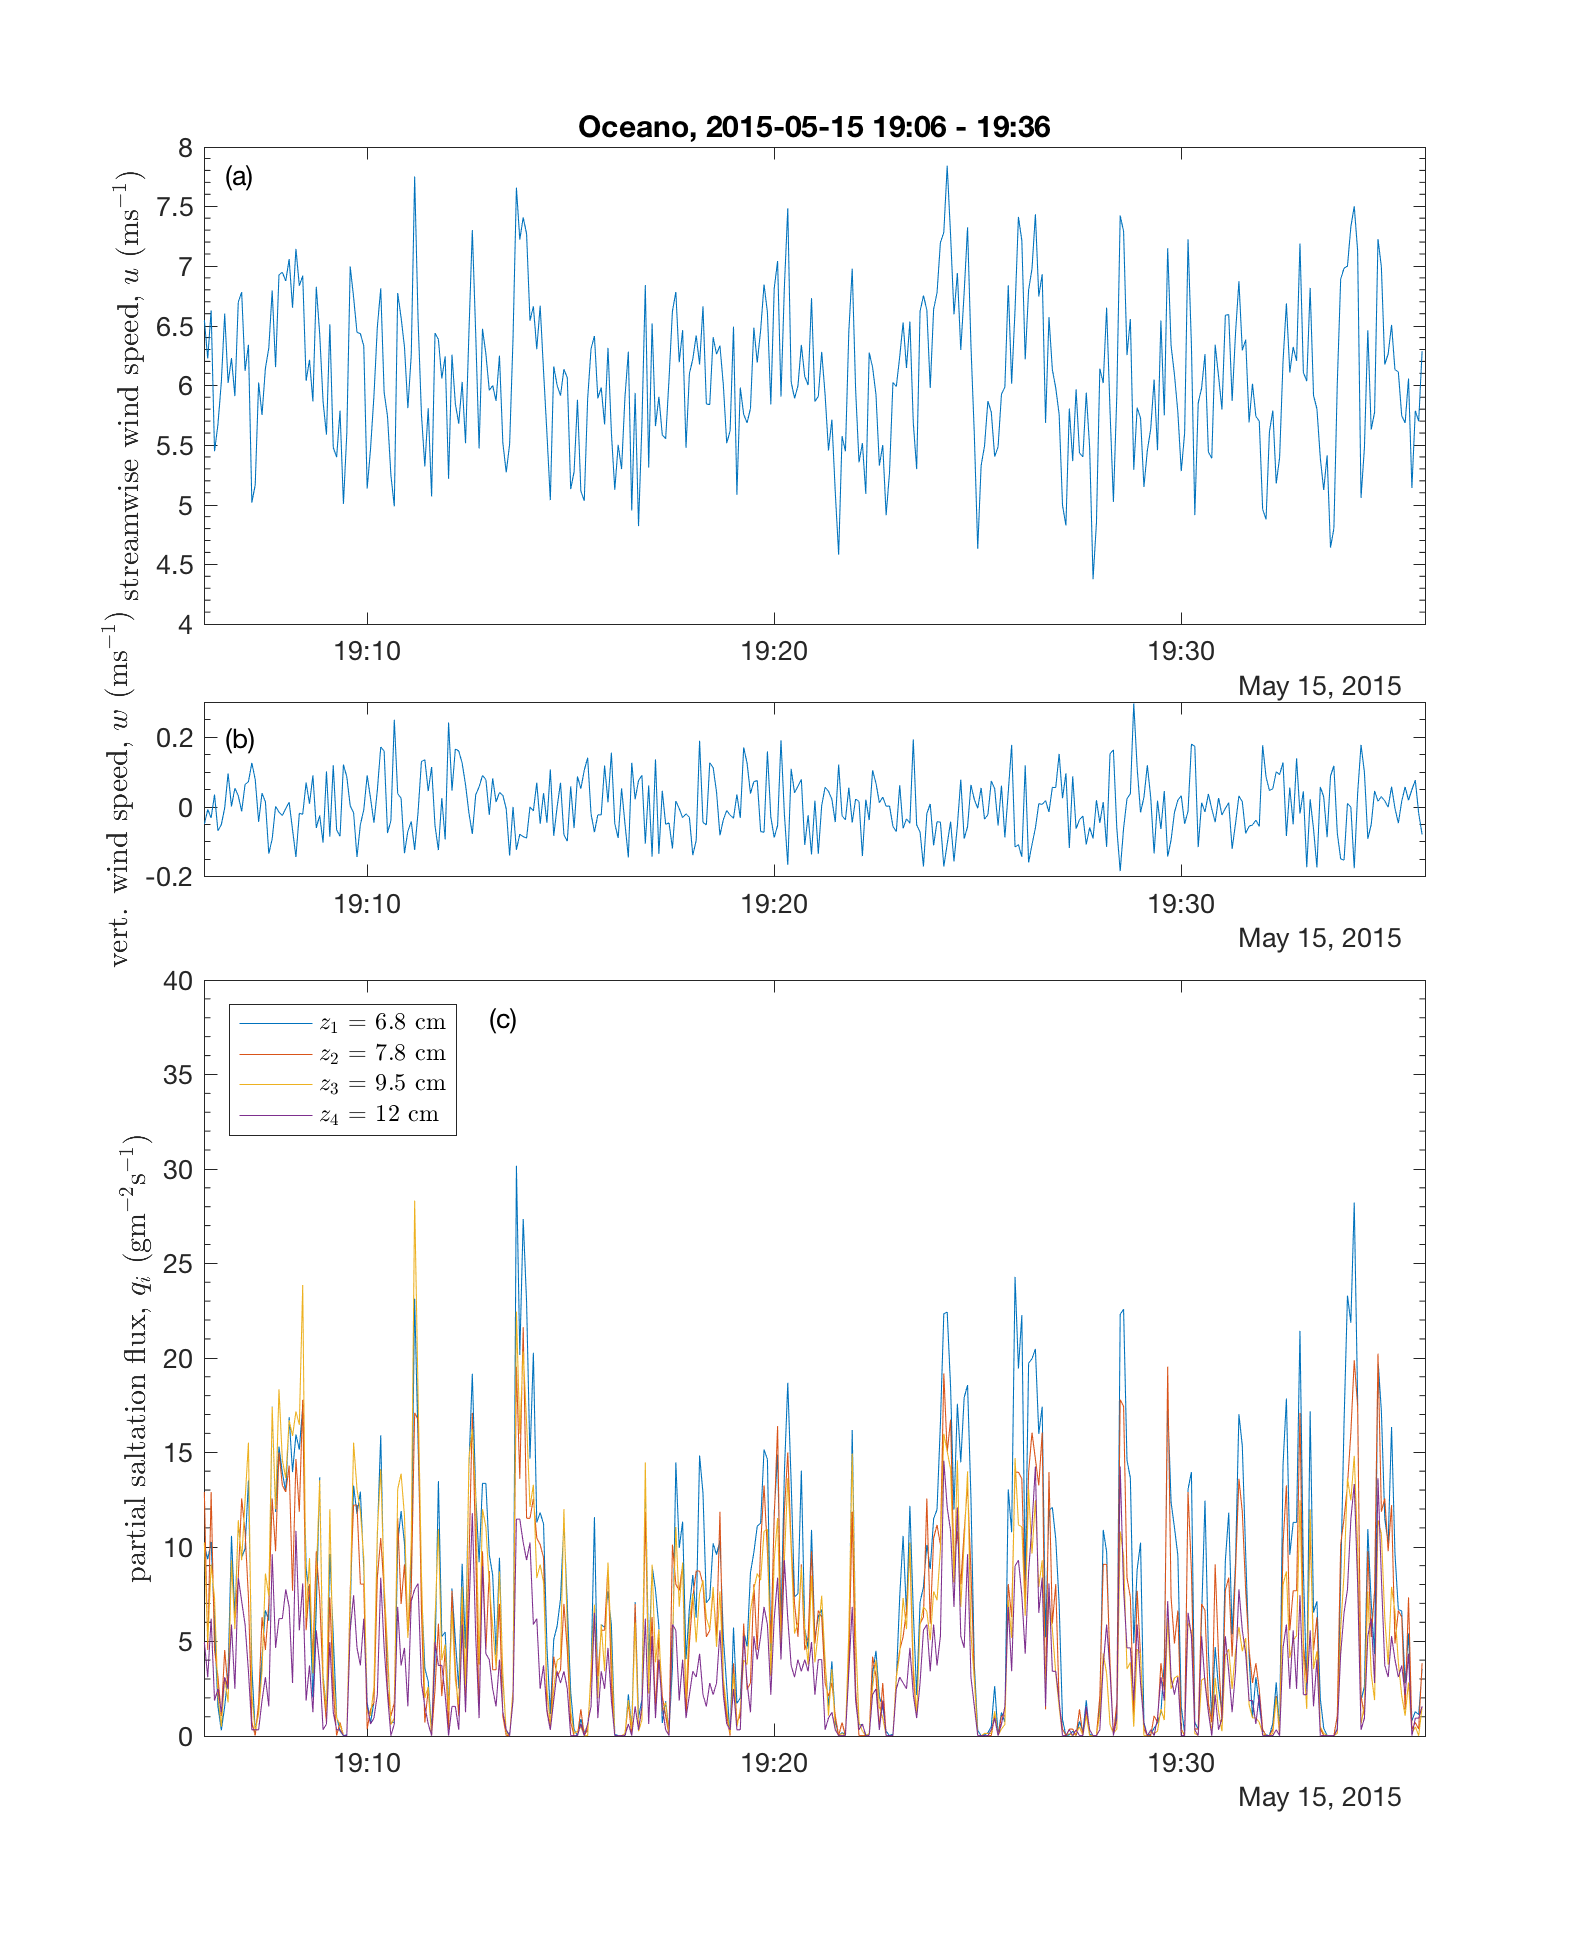 Oceano, 2015-05-15 19:06 - 19:36
(a)
streamwise wind speed, u (ms⁻¹)
8
7.5
7
6.5
6
5.5
5
4.5
4
19:10 19:20 19:30
May 15, 2015
(b)
vert. wind speed, w (ms⁻¹)
0.2
0
-0.2
19:10 19:20 19:30
May 15, 2015
(c)
partial saltation flux, qᵢ (gm⁻²s⁻¹)
40
35
30
25
20
15
10
5
0
z₁ = 6.8 cm
z₂ = 7.8 cm
z₃ = 9.5 cm
z₄ = 12 cm
19:10 19:20 19:30
May 15, 2015